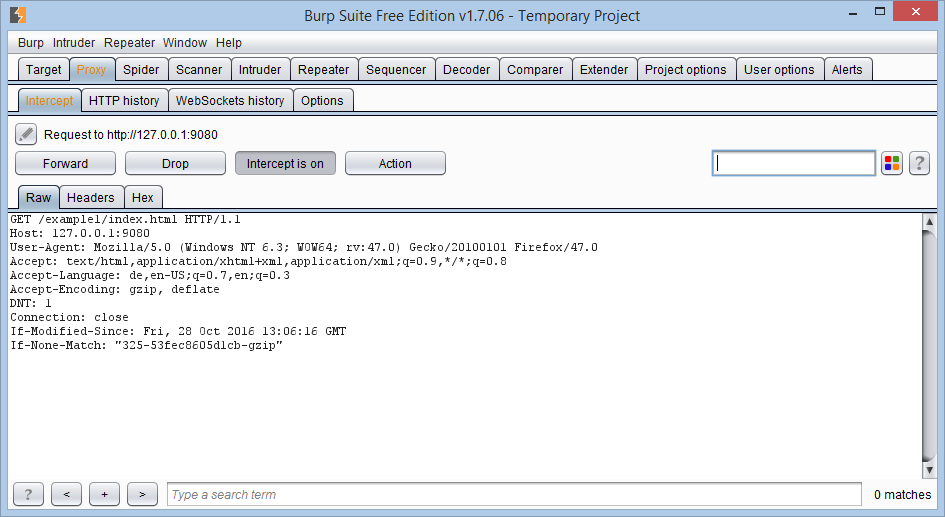 Burp Suite Free Edition v1.7.06 - Temporary Project
Burp Intruder Repeater Window Help
Target Proxy Spider Scanner Intruder Repeater Sequencer Decoder Comparer Extender Project options User options Alerts
Intercept HTTP history WebSockets history Options
Request to http://127.0.0.1:9080
Forward Drop Intercept is on Action ?
Raw Headers Hex
GET /example1/index.html HTTP/1.1
Host: 127.0.0.1:9080
User-Agent: Mozilla/5.0 (Windows NT 6.3; WOW64; rv:47.0) Gecko/20100101 Firefox/47.0
Accept: text/html,application/xhtml+xml,application/xml;q=0.9,*/*;q=0.8
Accept-Language: de,en-US;q=0.7,en;q=0.3
Accept-Encoding: gzip, deflate
DNT: 1
Connection: close
If-Modified-Since: Fri, 28 Oct 2016 13:06:16 GMT
If-None-Match: "325-53fec8605d1cb-gzip"
? < + > Type a search term 0 matches